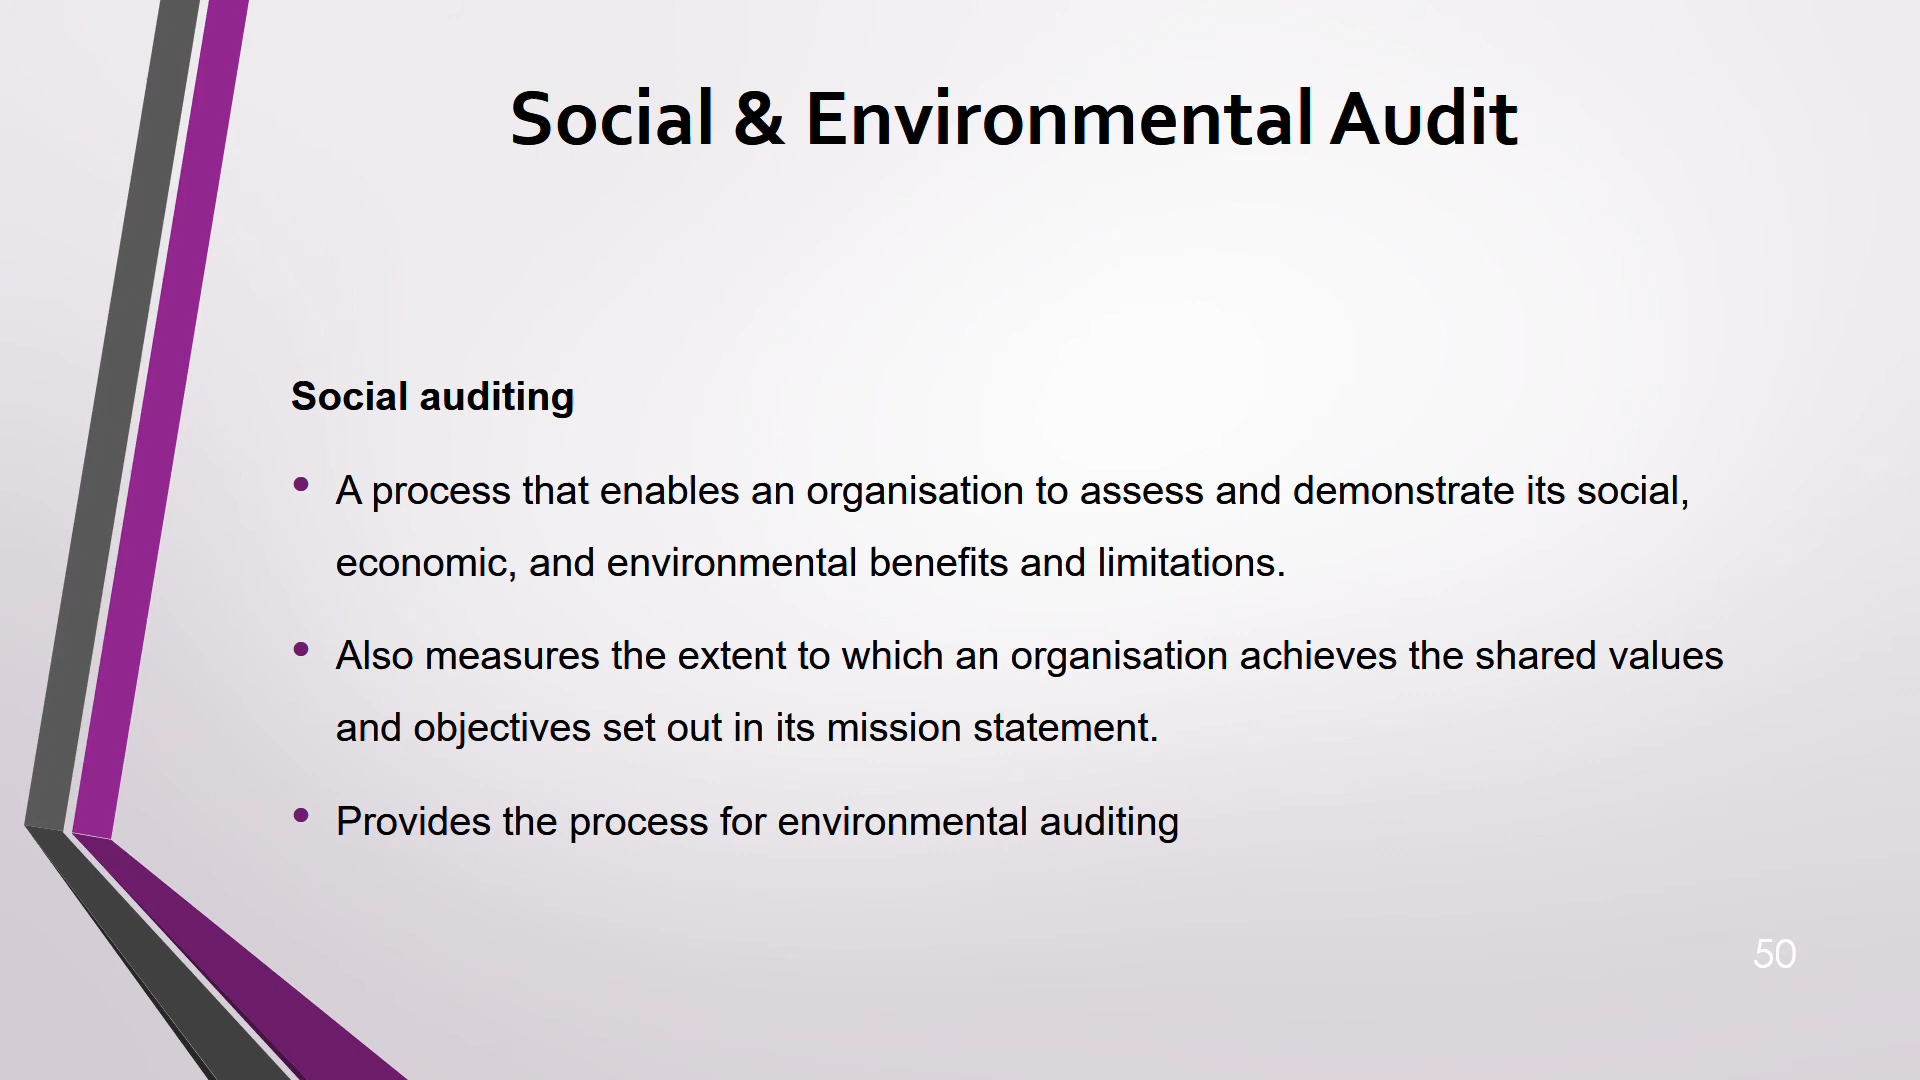 Social & Environmental Audit
Social auditing
• A process that enables an organisation to assess and demonstrate its social,
economic, and environmental benefits and limitations.
• Also measures the extent to which an organisation achieves the shared values
and objectives set out in its mission statement.
• Provides the process for environmental auditing
50